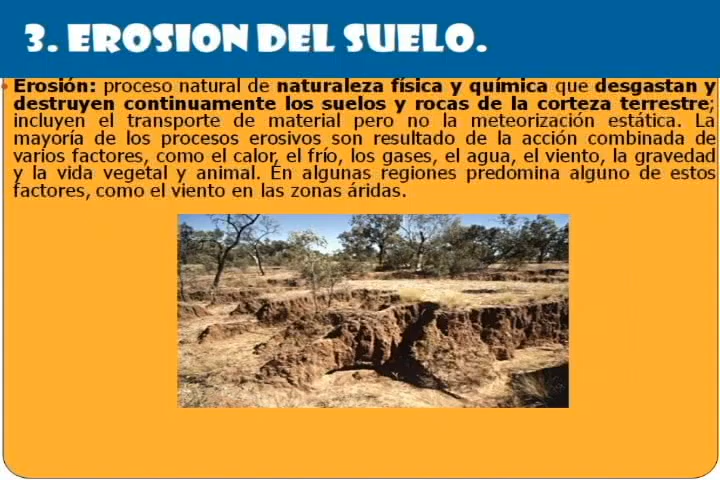 3. EROSION DEL SUELO.
• Erosión: proceso natural de naturaleza física y química que desgastan y
destruyen continuamente los suelos y rocas de la corteza terrestre;
incluyen el transporte de material pero no la meteorización estática. La
mayoría de los procesos erosivos son resultado de la acción combinada de
varios factores, como el calor, el frío, los gases, el agua, el viento, la gravedad
y la vida vegetal y animal. En algunas regiones predomina alguno de estos
factores, como el viento en las zonas áridas.